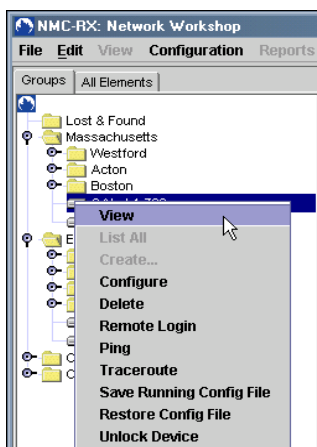 NMC-RX: Network Workshop
File Edit View Configuration Reports
Groups All Elements
Lost & Found
Massachusetts
Westford
Acton
Boston
View
List All
Create...
Configure
Delete
Remote Login
Ping
Traceroute
Save Running Config File
Restore Config File
Unlock Device